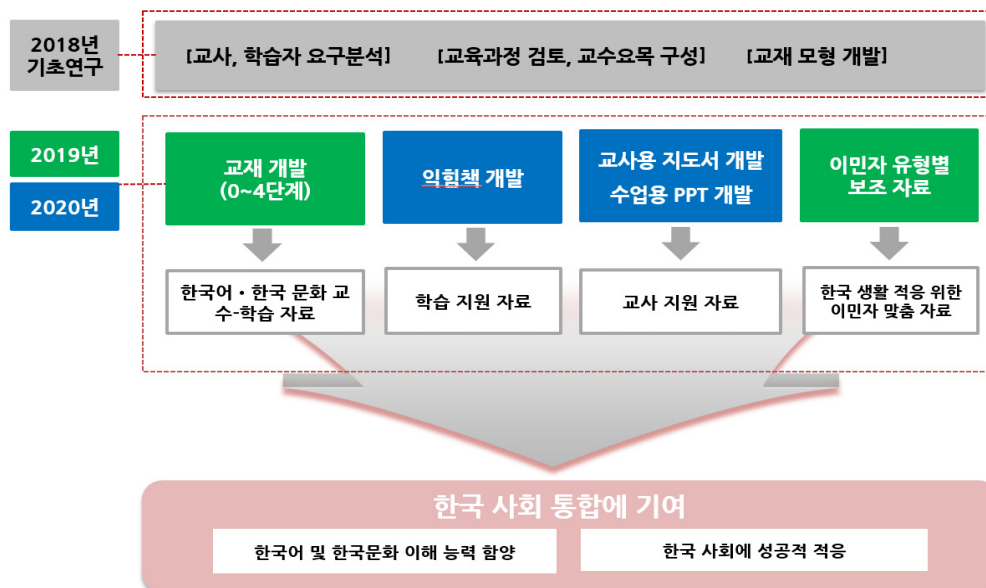 2018년
기초연구
[교사, 학습자 요구분석] [교육과정 검토, 교수요목 구성] [교재 모형 개발]
2019년
2020년
교재 개발
(0~4단계)
익힘책 개발
교사용 지도서 개발
수업용 PPT 개발
이민자 유형별
보조 자료
한국어・한국 문화 교
수-학습 자료
학습 지원 자료
교사 지원 자료
한국 생활 적응 위한
이민자 맞춤 자료
한국 사회 통합에 기여
한국어 및 한국문화 이해 능력 함양
한국 사회에 성공적 적응